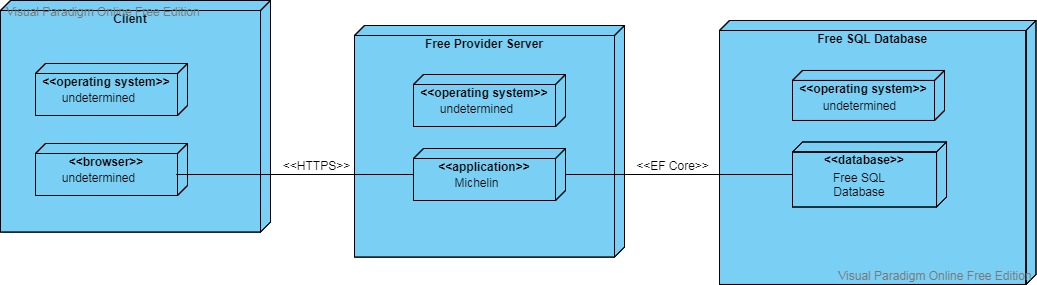 Visual Paradigm Online Free Edition
Client
<<operating system>>
undetermined
<<browser>>
undetermined
<<HTTPS>>
Free Provider Server
<<operating system>>
undetermined
<<application>>
Michelin
<<EF Core>>
Free SQL Database
<<operating system>>
undetermined
<<database>>
Free SQL
Database
Visual Paradigm Online Free Edition